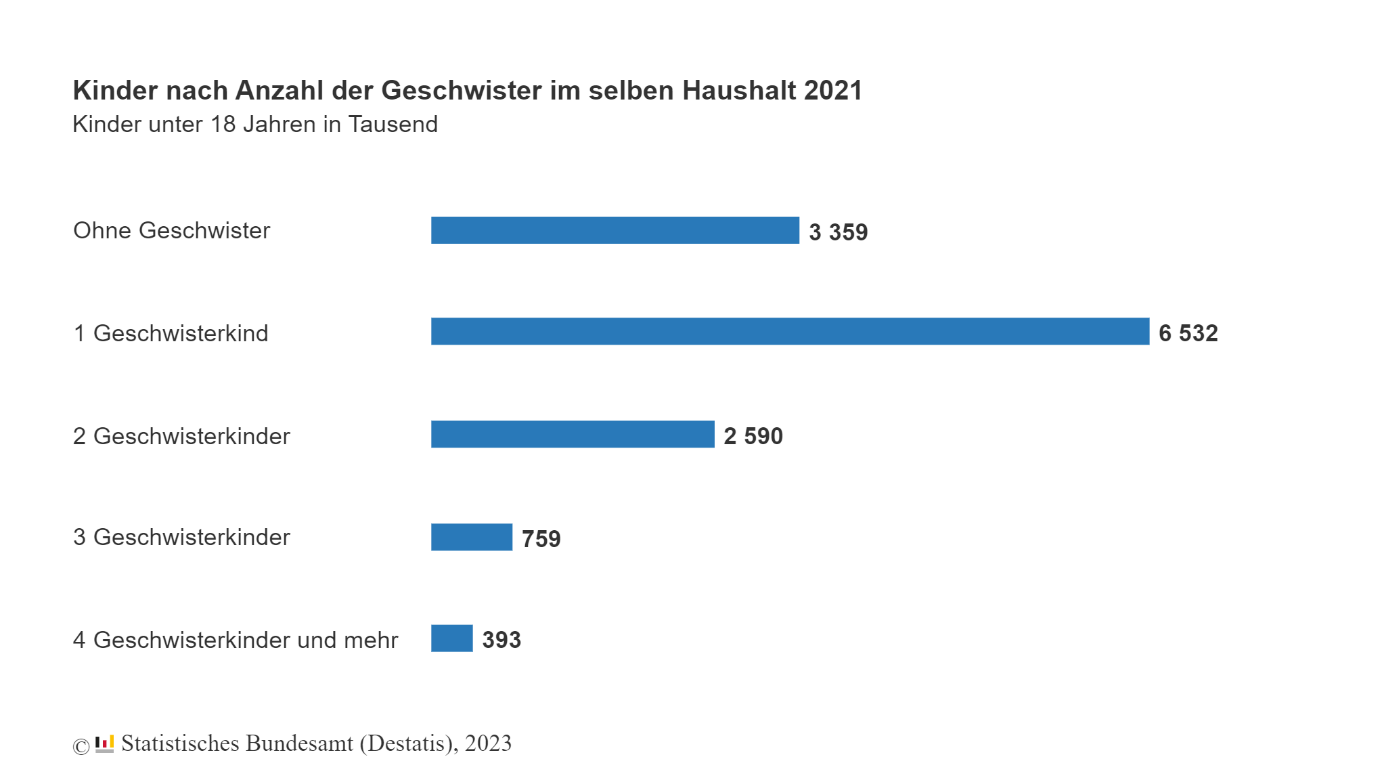 Kinder nach Anzahl der Geschwister im selben Haushalt 2021
Kinder unter 18 Jahren in Tausend
Ohne Geschwister 3 359
1 Geschwisterkind 6 532
2 Geschwisterkinder 2 590
3 Geschwisterkinder 759
4 Geschwisterkinder und mehr 393
© Statistisches Bundesamt (Destatis), 2023